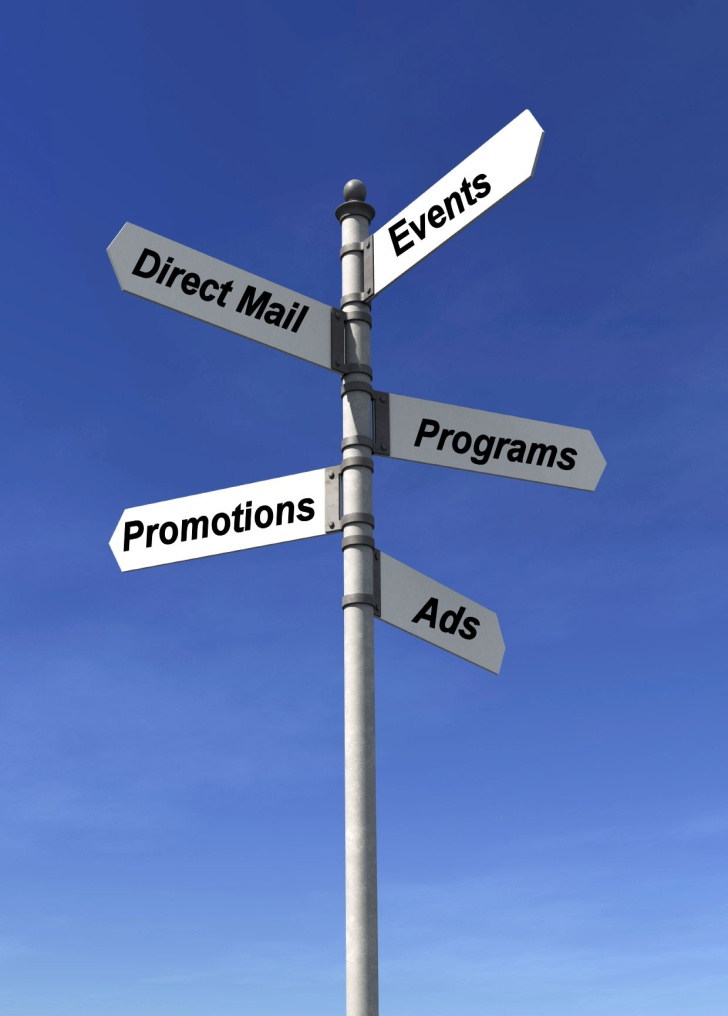 Events
Direct Mail
Programs
Promotions
Ads